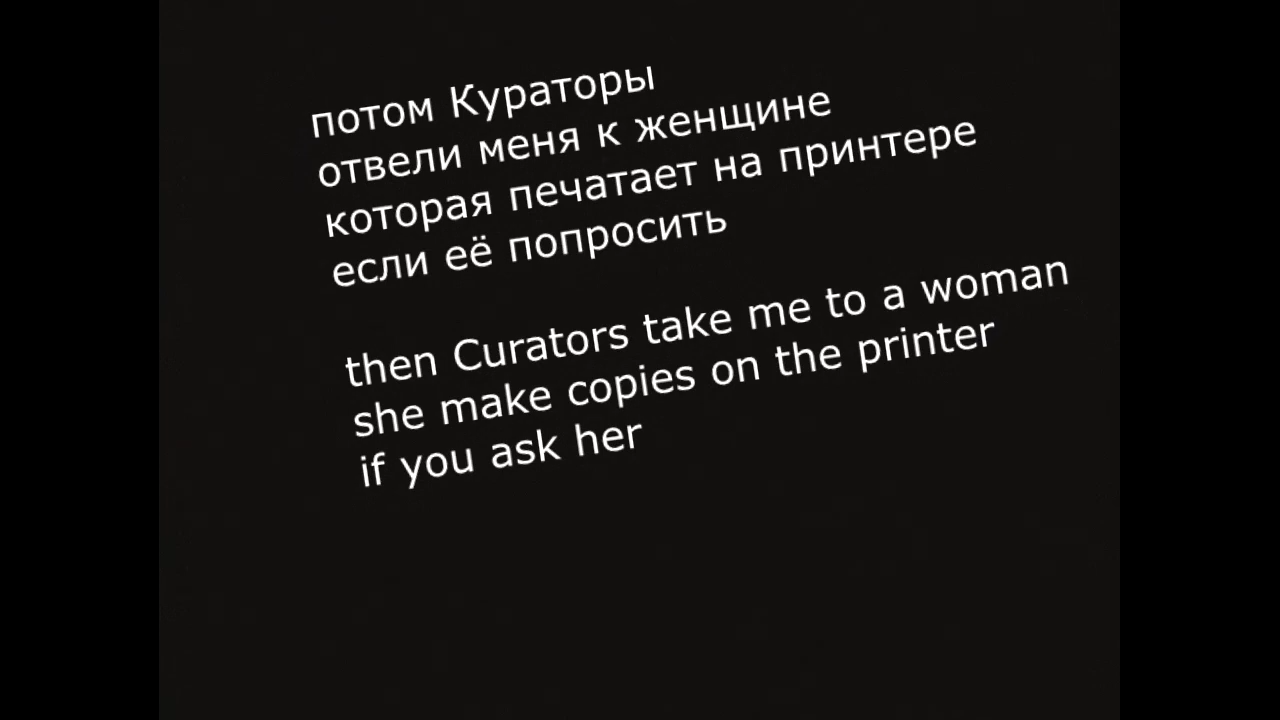 потом Кураторы
отвели меня к женщине
которая печатает на принтере
если её попросить
then Curators take me to a woman
she make copies on the printer
if you ask her